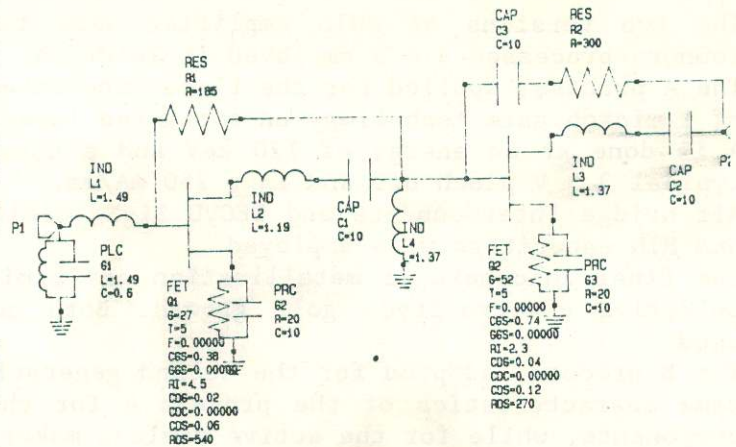 CAP
C3
C=10
RES
R2
R=300
RES
R1
R=185
IND
L1
L=1.49
P1
PLC
G1
L=1.49
C=0.6
IND
L2
L=1.19
CAP
C1
C=10
IND
L4
L=1.37
IND
L3
L=1.37
CAP
C2
C=10
FET
Q1
G=27
T=5
F=0.00000
CGS=0.38
GGS=0.00000
RI=4.5
CDG=0.02
CDC=0.00000
CDS=0.06
RDS=540
PRC
G2
R=20
C=10
FET
Q2
G=52
T=5
F=0.00000
CGS=0.74
GGS=0.00000
RI=2.3
CDG=0.04
CDC=0.00000
CDS=0.12
RDS=270
PRC
G3
R=20
C=10